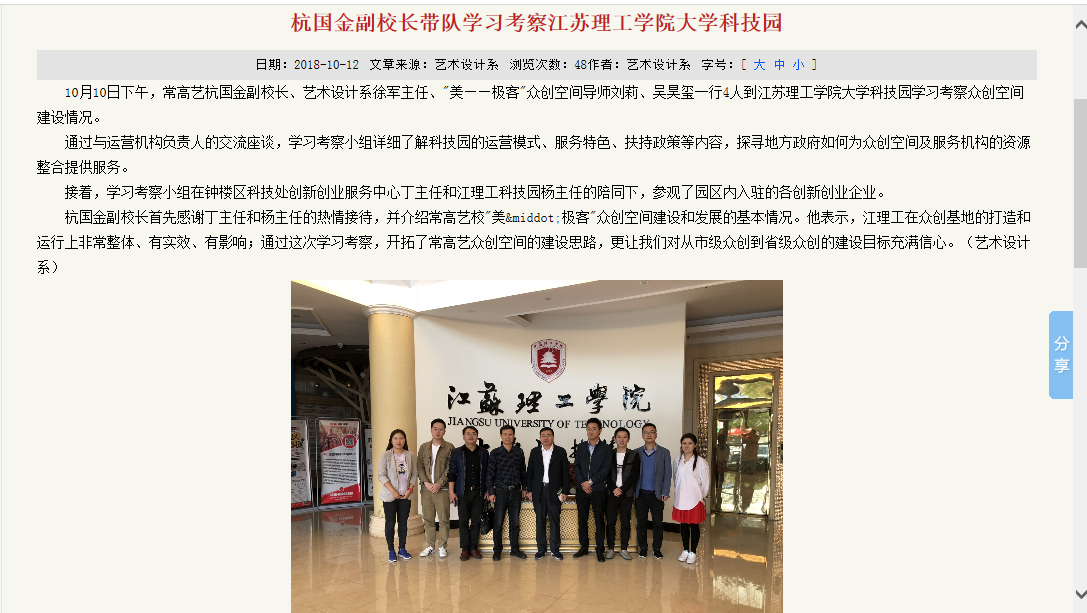 杭国金副校长带队学习考察江苏理工学院大学科技园
日期：2018-10-12 文章来源：艺术设计系 浏览次数：48作者：艺术设计系 字号：[ 大 中 小 ]
10月10日下午，常高艺杭国金副校长、艺术设计系徐军主任、"美——极客"众创空间导师刘莉、吴昊玺一行4人到江苏理工学院大学科技园学习考察众创空间
建设情况。
通过与运营机构负责人的交流座谈，学习考察小组详细了解科技园的运营模式、服务特色、扶持政策等内容，探寻地方政府如何为众创空间及服务机构的资源
整合提供服务。
接着，学习考察小组在钟楼区科技处创新创业服务中心丁主任和江理工科技园杨主任的陪同下，参观了园区内入驻的各创新创业企业。
杭国金副校长首先感谢丁主任和杨主任的热情接待，并介绍常高艺校"美&middot;极客"众创空间建设和发展的基本情况。他表示，江理工在众创基地的打造和
运行上非常整体、有实效、有影响；通过这次学习考察，开拓了常高艺众创空间的建设思路，更让我们对从市级众创到省级众创的建设目标充满信心。（艺术设计
系）
分
享
江蘇理工學院
JIANGSU UNIVERSITY OF TECHNOLOGY